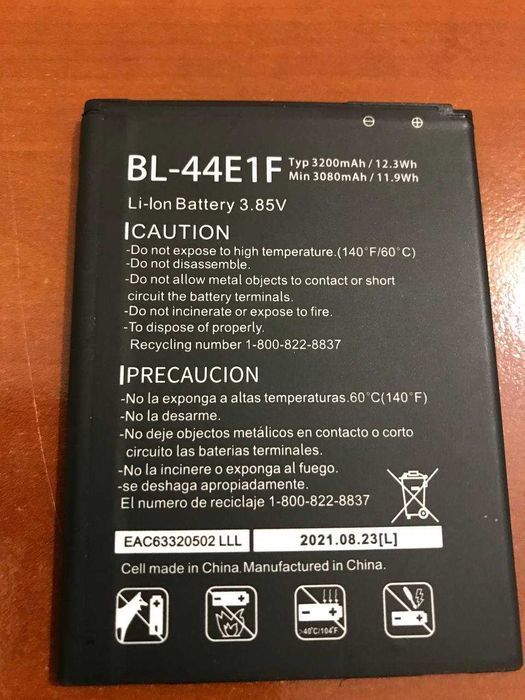 ⊖ ⊕
BL-44E1F Typ 3200mAh / 12.3Wh
Min 3080mAh / 11.9Wh
Li-Ion Battery 3.85V
CAUTION
-Do not expose to high temperature.(140°F/60°C)
-Do not disassemble.
-Do not allow metal objects to contact or short
circuit the battery terminals.
-Do not incinerate or expose to fire.
-To dispose of properly.
Recycling number 1-800-822-8837
PRECAUCION
-No la exponga a altas temperaturas.60°C(140°F)
-No la desarme.
-No deje objectos metálicos en contacto o corto
circuito las baterias terminales.
-No la incinere o exponga al fuego.
-se deshaga apropiadamente.
El numero de reciclaje 1-800-822-8837
EAC63320502 LLL 2021.08.23[L]
Cell made in China.Manufactured in China.
>40°C/104°F